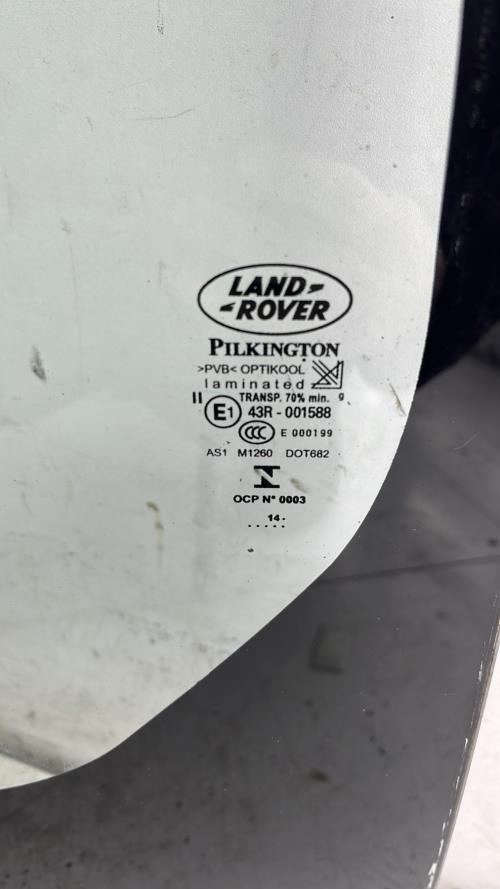 LAND-
-ROVER
PILKINGTON
>PVB< OPTIKOOL
laminated
II TRANSP. 70% min. g
E1 43R - 001588
CCC E 000199
AS1 M1260 DOT682
OCP N° 0003
14.
.....